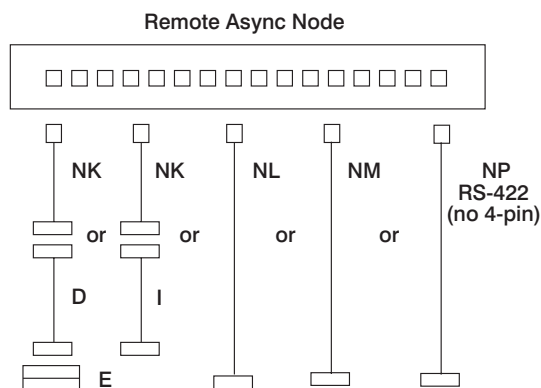 Remote Async Node
NK
NK
NL
NM
NP
RS-422
(no 4-pin)
or
or
or
or
D
I
E